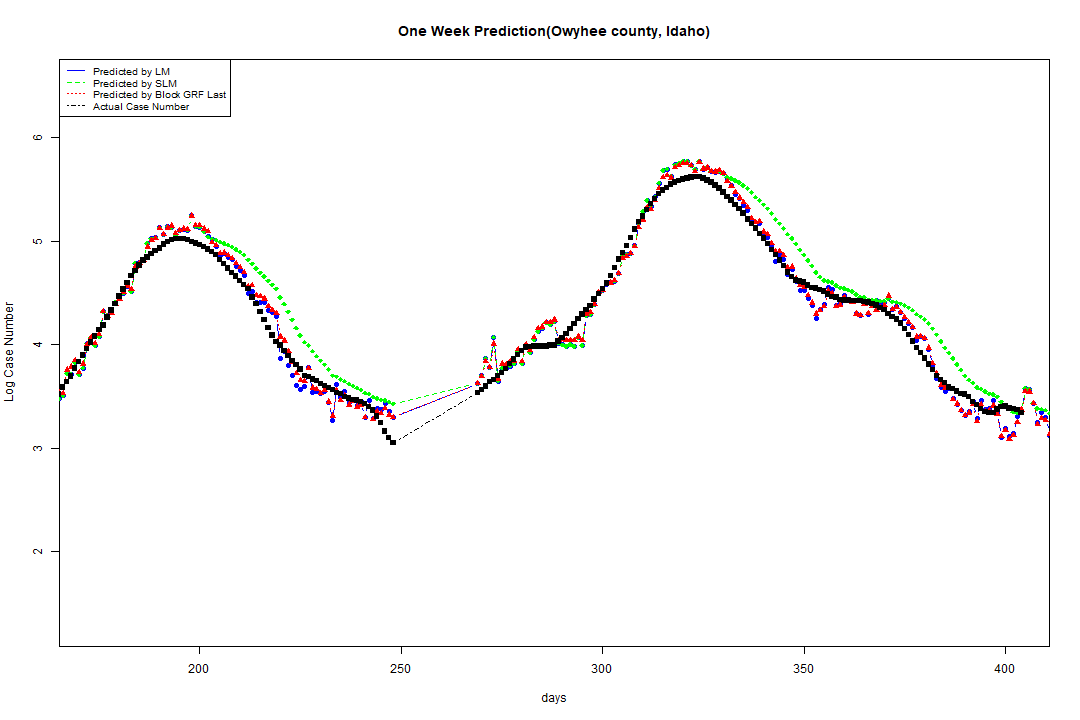 One Week Prediction(Owyhee county, Idaho)
Predicted by LM
Predicted by SLM
Predicted by Block GRF Last
Actual Case Number
6
5
4
3
2
Log Case Number
200 250 300 350 400
days